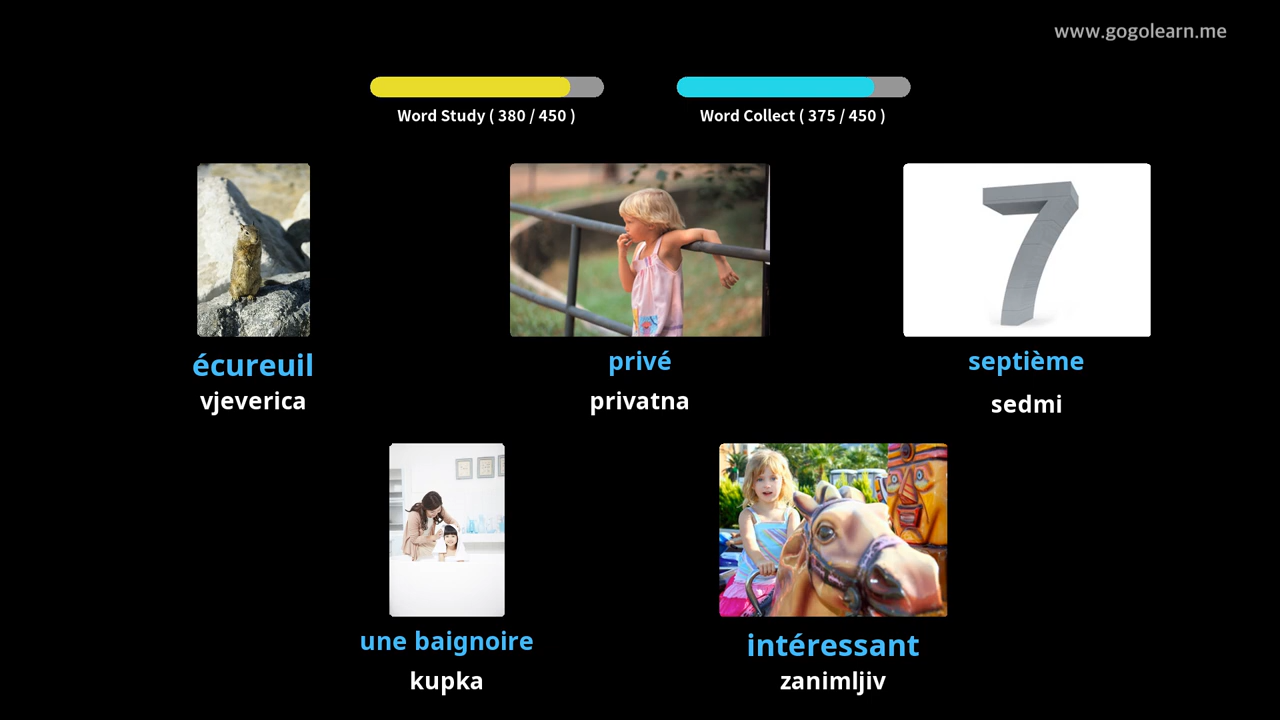 www.gogolearn.me
Word Study ( 380 / 450 )
Word Collect ( 375 / 450 )
écureuil
vjeverica
privé
privatna
7
septième
sedmi
une baignoire
kupka
intéressant
zanimljiv